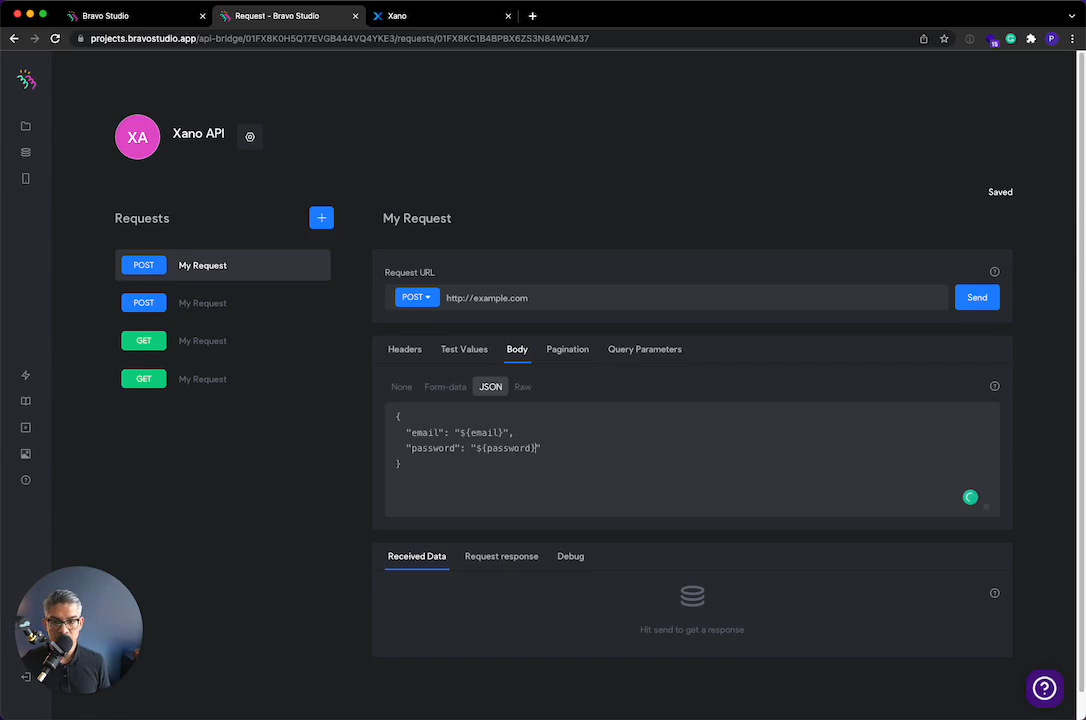 Bravo Studio
Request - Bravo Studio
Xano
projects.bravostudio.app/api-bridge/01FX8K0H5Q17EVGB444VQ4YKE3/requests/01FX8KC1B4BPBX6ZS3N84WCM37
15
P
XA
Xano API
Saved
Requests
My Request
POST My Request
POST My Request
GET My Request
GET My Request
Request URL
POST http://example.com
Send
Headers Test Values Body Pagination Query Parameters
None Form-data JSON Raw
{
"email": "${email}",
"password": "${password}"
}
Received Data Request response Debug
Hit send to get a response